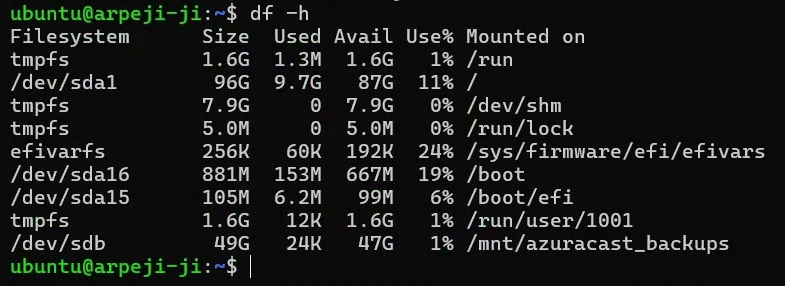 ubuntu@arpeji-ji:~$ df -h
Filesystem      Size  Used Avail Use% Mounted on
tmpfs           1.6G  1.3M  1.6G   1% /run
/dev/sda1        96G  9.7G   87G  11% /
tmpfs           7.9G     0  7.9G   0% /dev/shm
tmpfs           5.0M     0  5.0M   0% /run/lock
efivarfs        256K   60K  192K  24% /sys/firmware/efi/efivars
/dev/sda16      881M  153M  667M  19% /boot
/dev/sda15      105M  6.2M   99M   6% /boot/efi
tmpfs           1.6G   12K  1.6G   1% /run/user/1001
/dev/sdb         49G   24K   47G   1% /mnt/azuracast_backups
ubuntu@arpeji-ji:~$